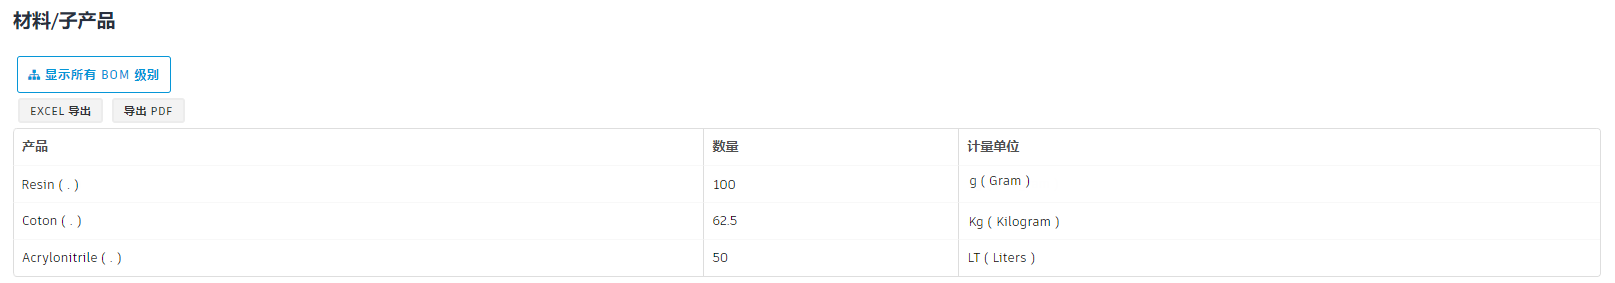 材料/子产品
显示所有 BOM 级别
EXCEL 导出 导出 PDF
产品 数量 计量单位
Resin ( . ) 100 g ( Gram )
Coton ( . ) 62.5 Kg ( Kilogram )
Acrylonitrile ( . ) 50 LT ( Liters )